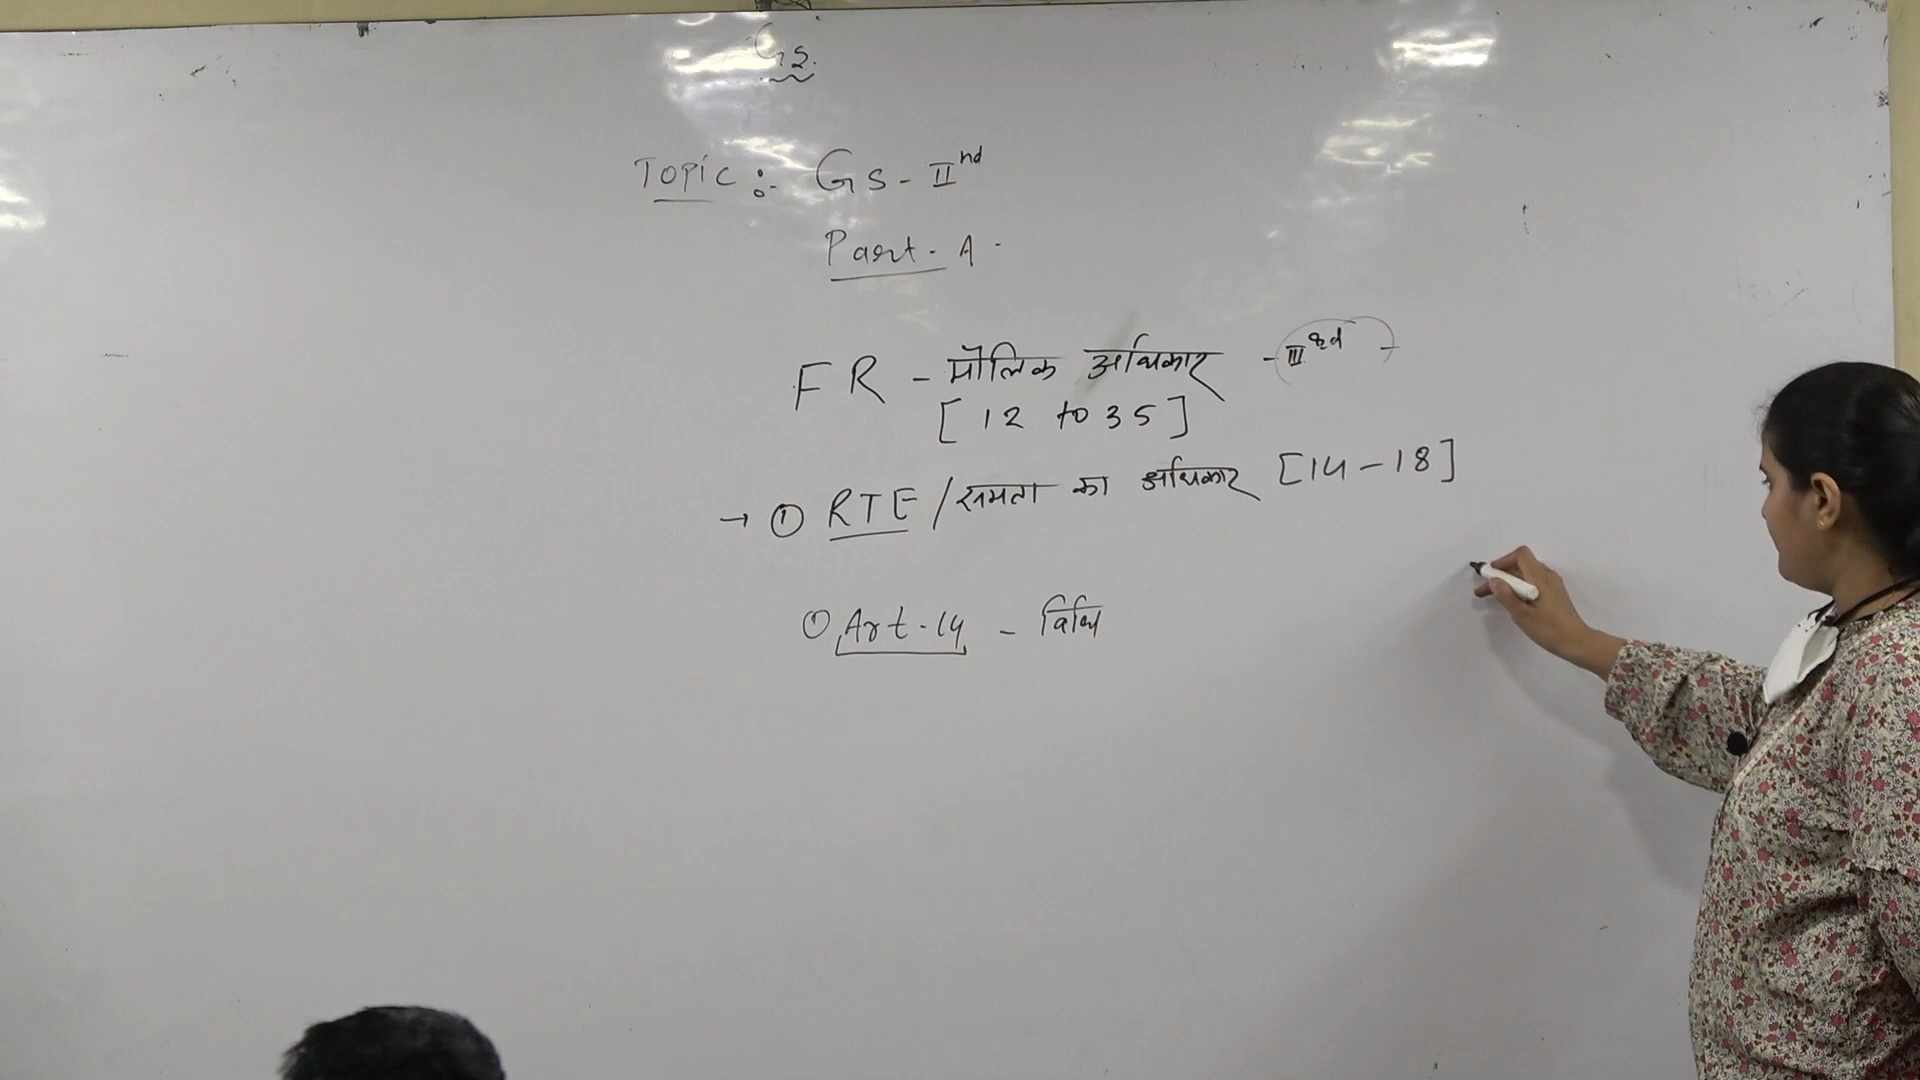 GS.
Topic :- GS - IInd
Part - A.
FR - मौलिक अधिकार - III
[12 to 35]
→ ① RTE / समता का अधिकार [14-18]
① Art. 14 - विधि